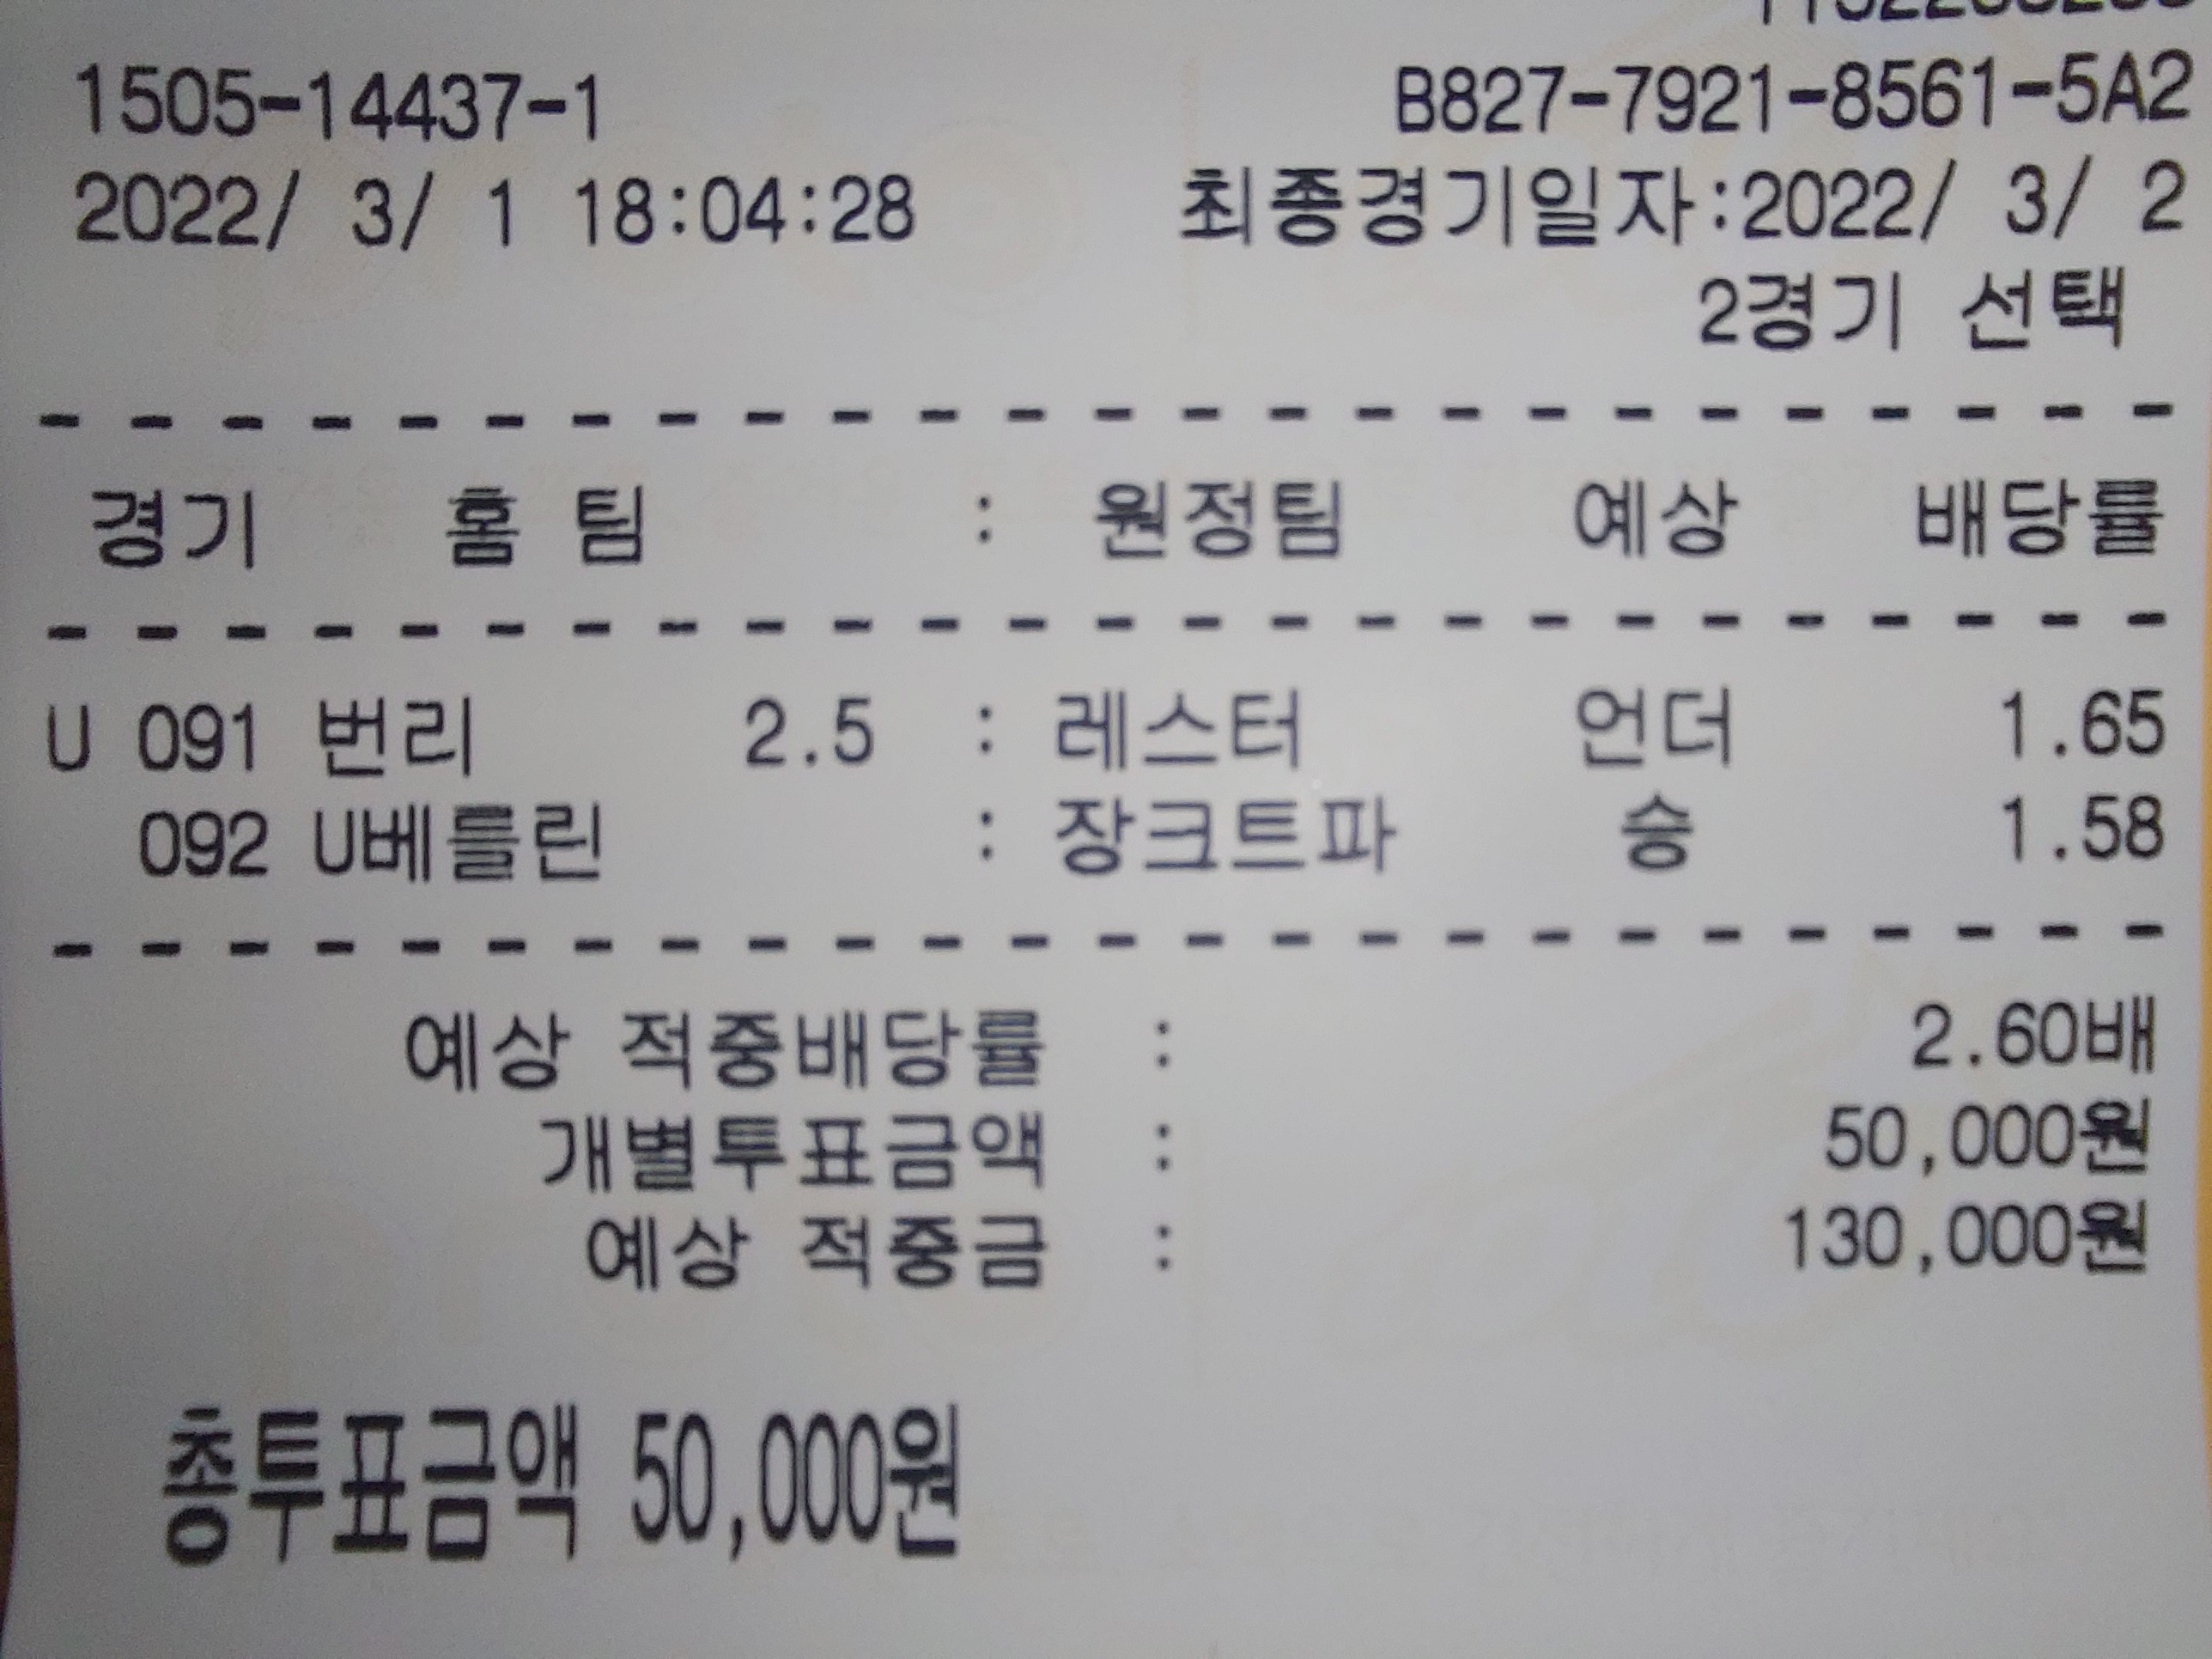 1505-14437-1 B827-7921-8561-5A2
2022/ 3/ 1 18:04:28 최종경기일자:2022/ 3/ 2
2경기 선택
- - - - - - - - - - - - - - - - - - - - - - - - -
경기 홈 팀 : 원정팀 예상 배당률
- - - - - - - - - - - - - - - - - - - - - - - - -
U 091 번리 2.5 : 레스터 언더 1.65
092 U베를린 : 장크트파 승 1.58
- - - - - - - - - - - - - - - - - - - - - - - - -
예상 적중배당률 : 2.60배
개별투표금액 : 50,000원
예상 적중금 : 130,000원
총투표금액 50,000원